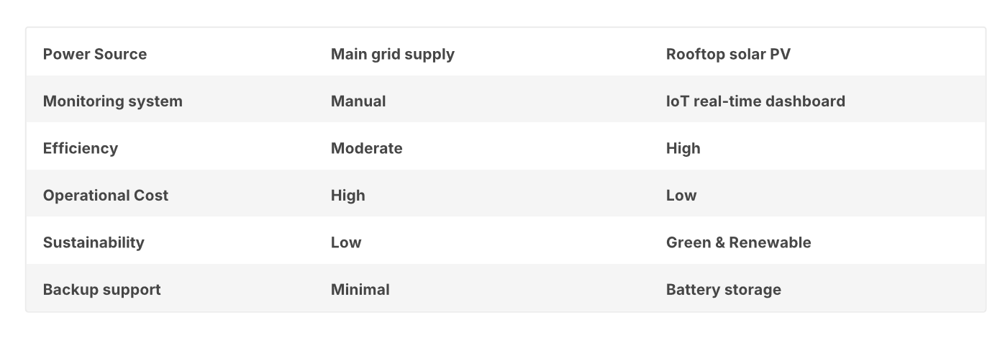 Power Source Main grid supply Rooftop solar PV
Monitoring system Manual IoT real-time dashboard
Efficiency Moderate High
Operational Cost High Low
Sustainability Low Green & Renewable
Backup support Minimal Battery storage